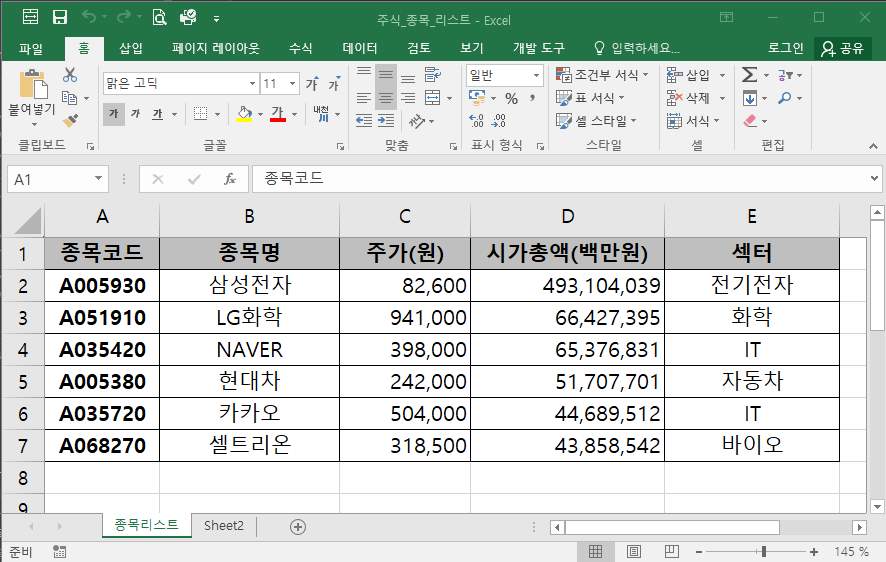 주식_종목_리스트 - Excel
파일 홈 삽입 페이지 레이아웃 수식 데이터 검토 보기 개발 도구 입력하세요... 로그인 공유
붙여넣기
맑은 고딕 11 가 가
가 가 가 가 내천 川
일반
% ,
조건부 서식
표 서식
셀 스타일
삽입
삭제
서식
클립보드 글꼴 맞춤 표시 형식 스타일 셀 편집
A1 fx 종목코드
A B C D E
1 종목코드 종목명 주가(원) 시가총액(백만원) 섹터
2 A005930 삼성전자 82,600 493,104,039 전기전자
3 A051910 LG화학 941,000 66,427,395 화학
4 A035420 NAVER 398,000 65,376,831 IT
5 A005380 현대차 242,000 51,707,701 자동차
6 A035720 카카오 504,000 44,689,512 IT
7 A068270 셀트리온 318,500 43,858,542 바이오
8
9
종목리스트 Sheet2
준비 145 %